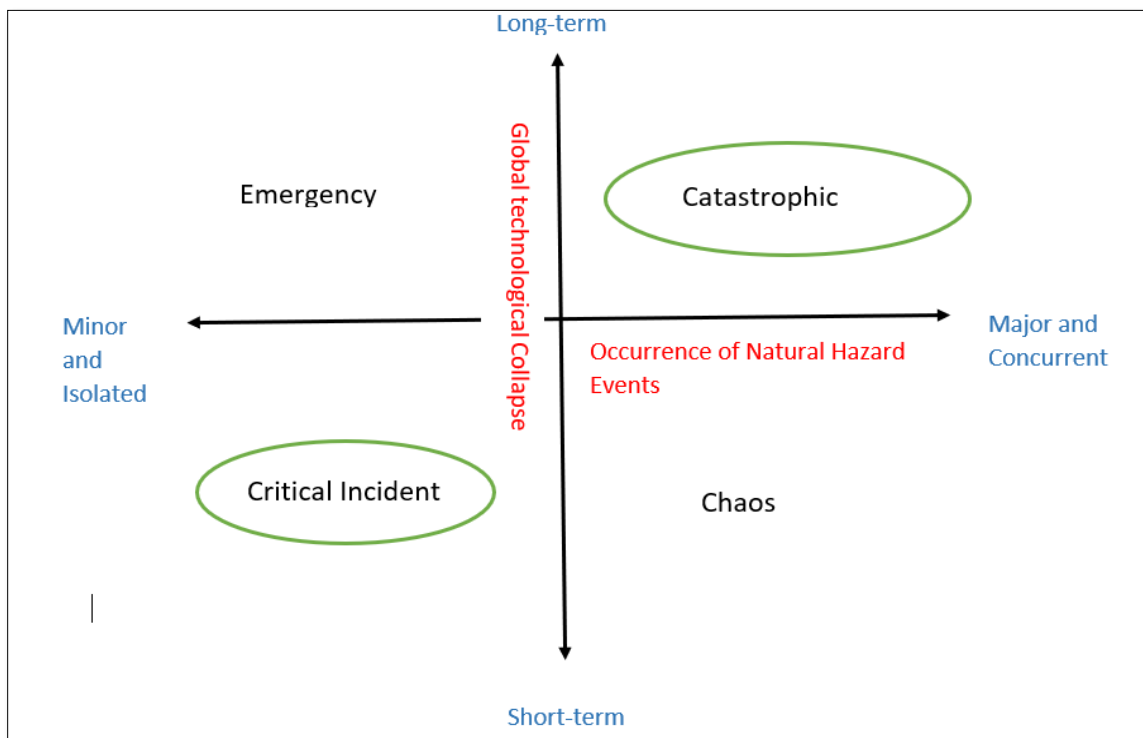 Long-term
Global technological Collapse
Emergency
Catastrophic
Minor
and
Isolated
Major and
Concurrent
Occurrence of Natural Hazard
Events
Critical Incident
Chaos
Short-term